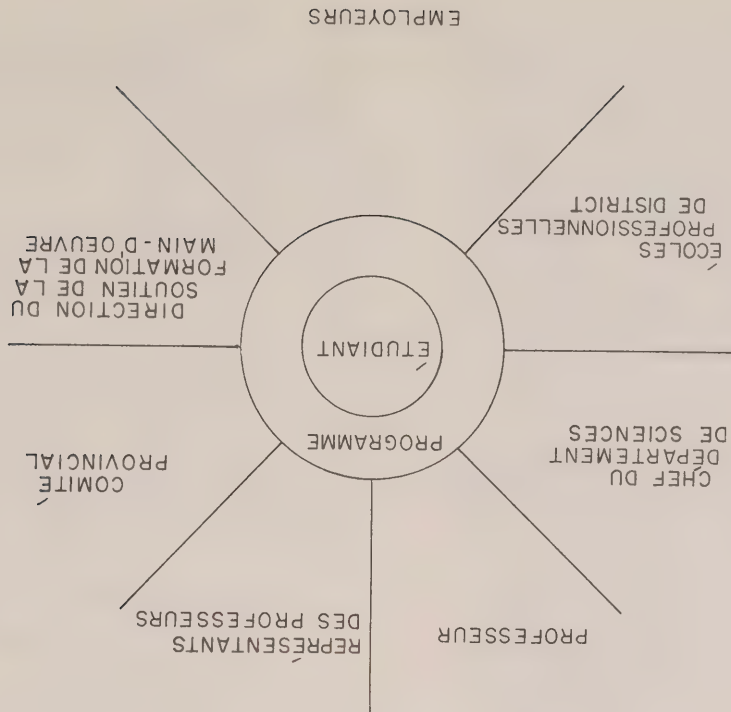 PROFESSEUR
REPRÉSENTANTS
DES PROFESSEURS
CHEF DU
DÉPARTEMENT
DE SCIENCES
PROGRAMME
COMITÉ
PROVINCIAL
ÉTUDIANT
ÉCOLES
PROFESSIONNELLES
DE DISTRICT
DIRECTION DU
SOUTIEN DE LA
FORMATION DE LA
MAIN-D'OEUVRE
EMPLOYEURS